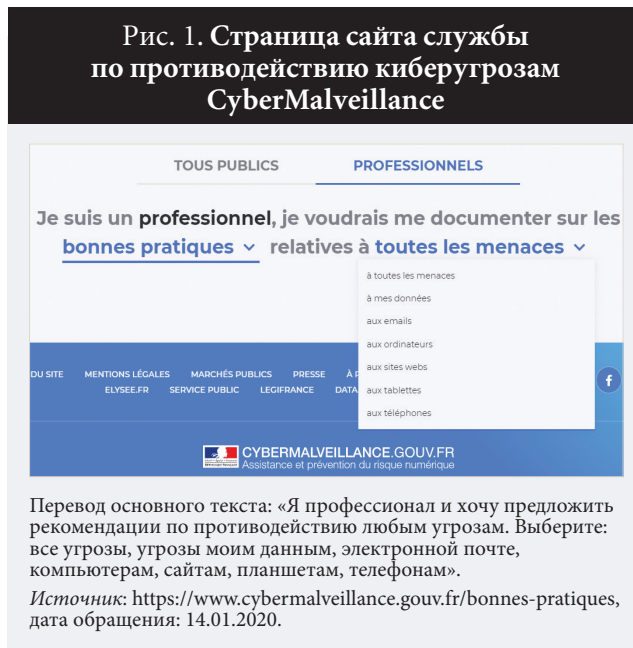 Рис. 1. Страница сайта службы
по противодействию киберугрозам
CyberMalveillance
TOUS PUBLICS PROFESSIONNELS
Je suis un professionnel, je voudrais me documenter sur les
bonnes pratiques relatives à toutes les menaces
à toutes les menaces
à mes données
aux emails
aux ordinateurs
aux sites webs
aux tablettes
aux téléphones
DU SITE MENTIONS LÉGALES MARCHÉS PUBLICS PRESSE
ELYSEE.FR SERVICE PUBLIC LEGIFRANCE DATA
CYBERMALVEILLANCE.GOUV.FR
Assistance et prévention du risque numérique
Перевод основного текста: «Я профессионал и хочу предложить
рекомендации по противодействию любым угрозам. Выберите:
все угрозы, угрозы моим данным, электронной почте,
компьютерам, сайтам, планшетам, телефонам».
Источник: https://www.cybermalveillance.gouv.fr/bonnes-pratiques,
дата обращения: 14.01.2020.